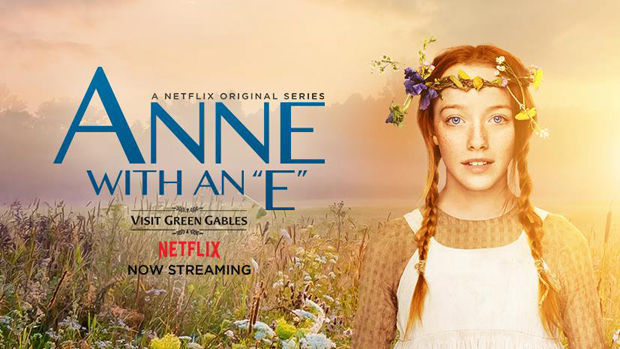 A NETFLIX ORIGINAL SERIES
ANNE
WITH AN "E"
VISIT GREEN GABLES
NETFLIX
NOW STREAMING